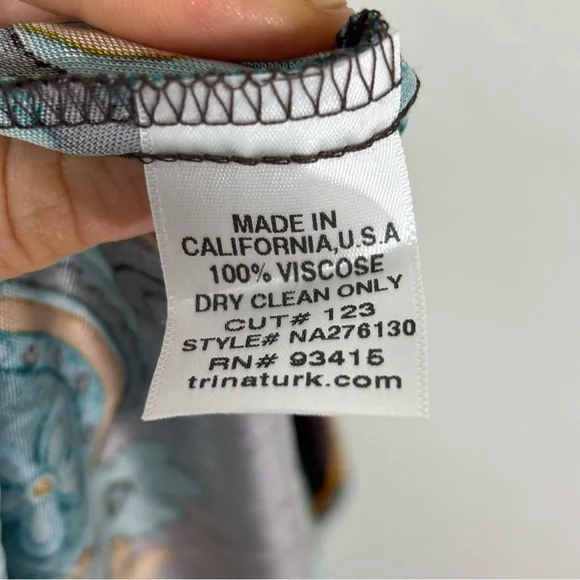 MADE IN
CALIFORNIA,U.S.A
100% VISCOSE
DRY CLEAN ONLY
CUT# 123
STYLE# NA276130
RN# 93415
trinaturk.com